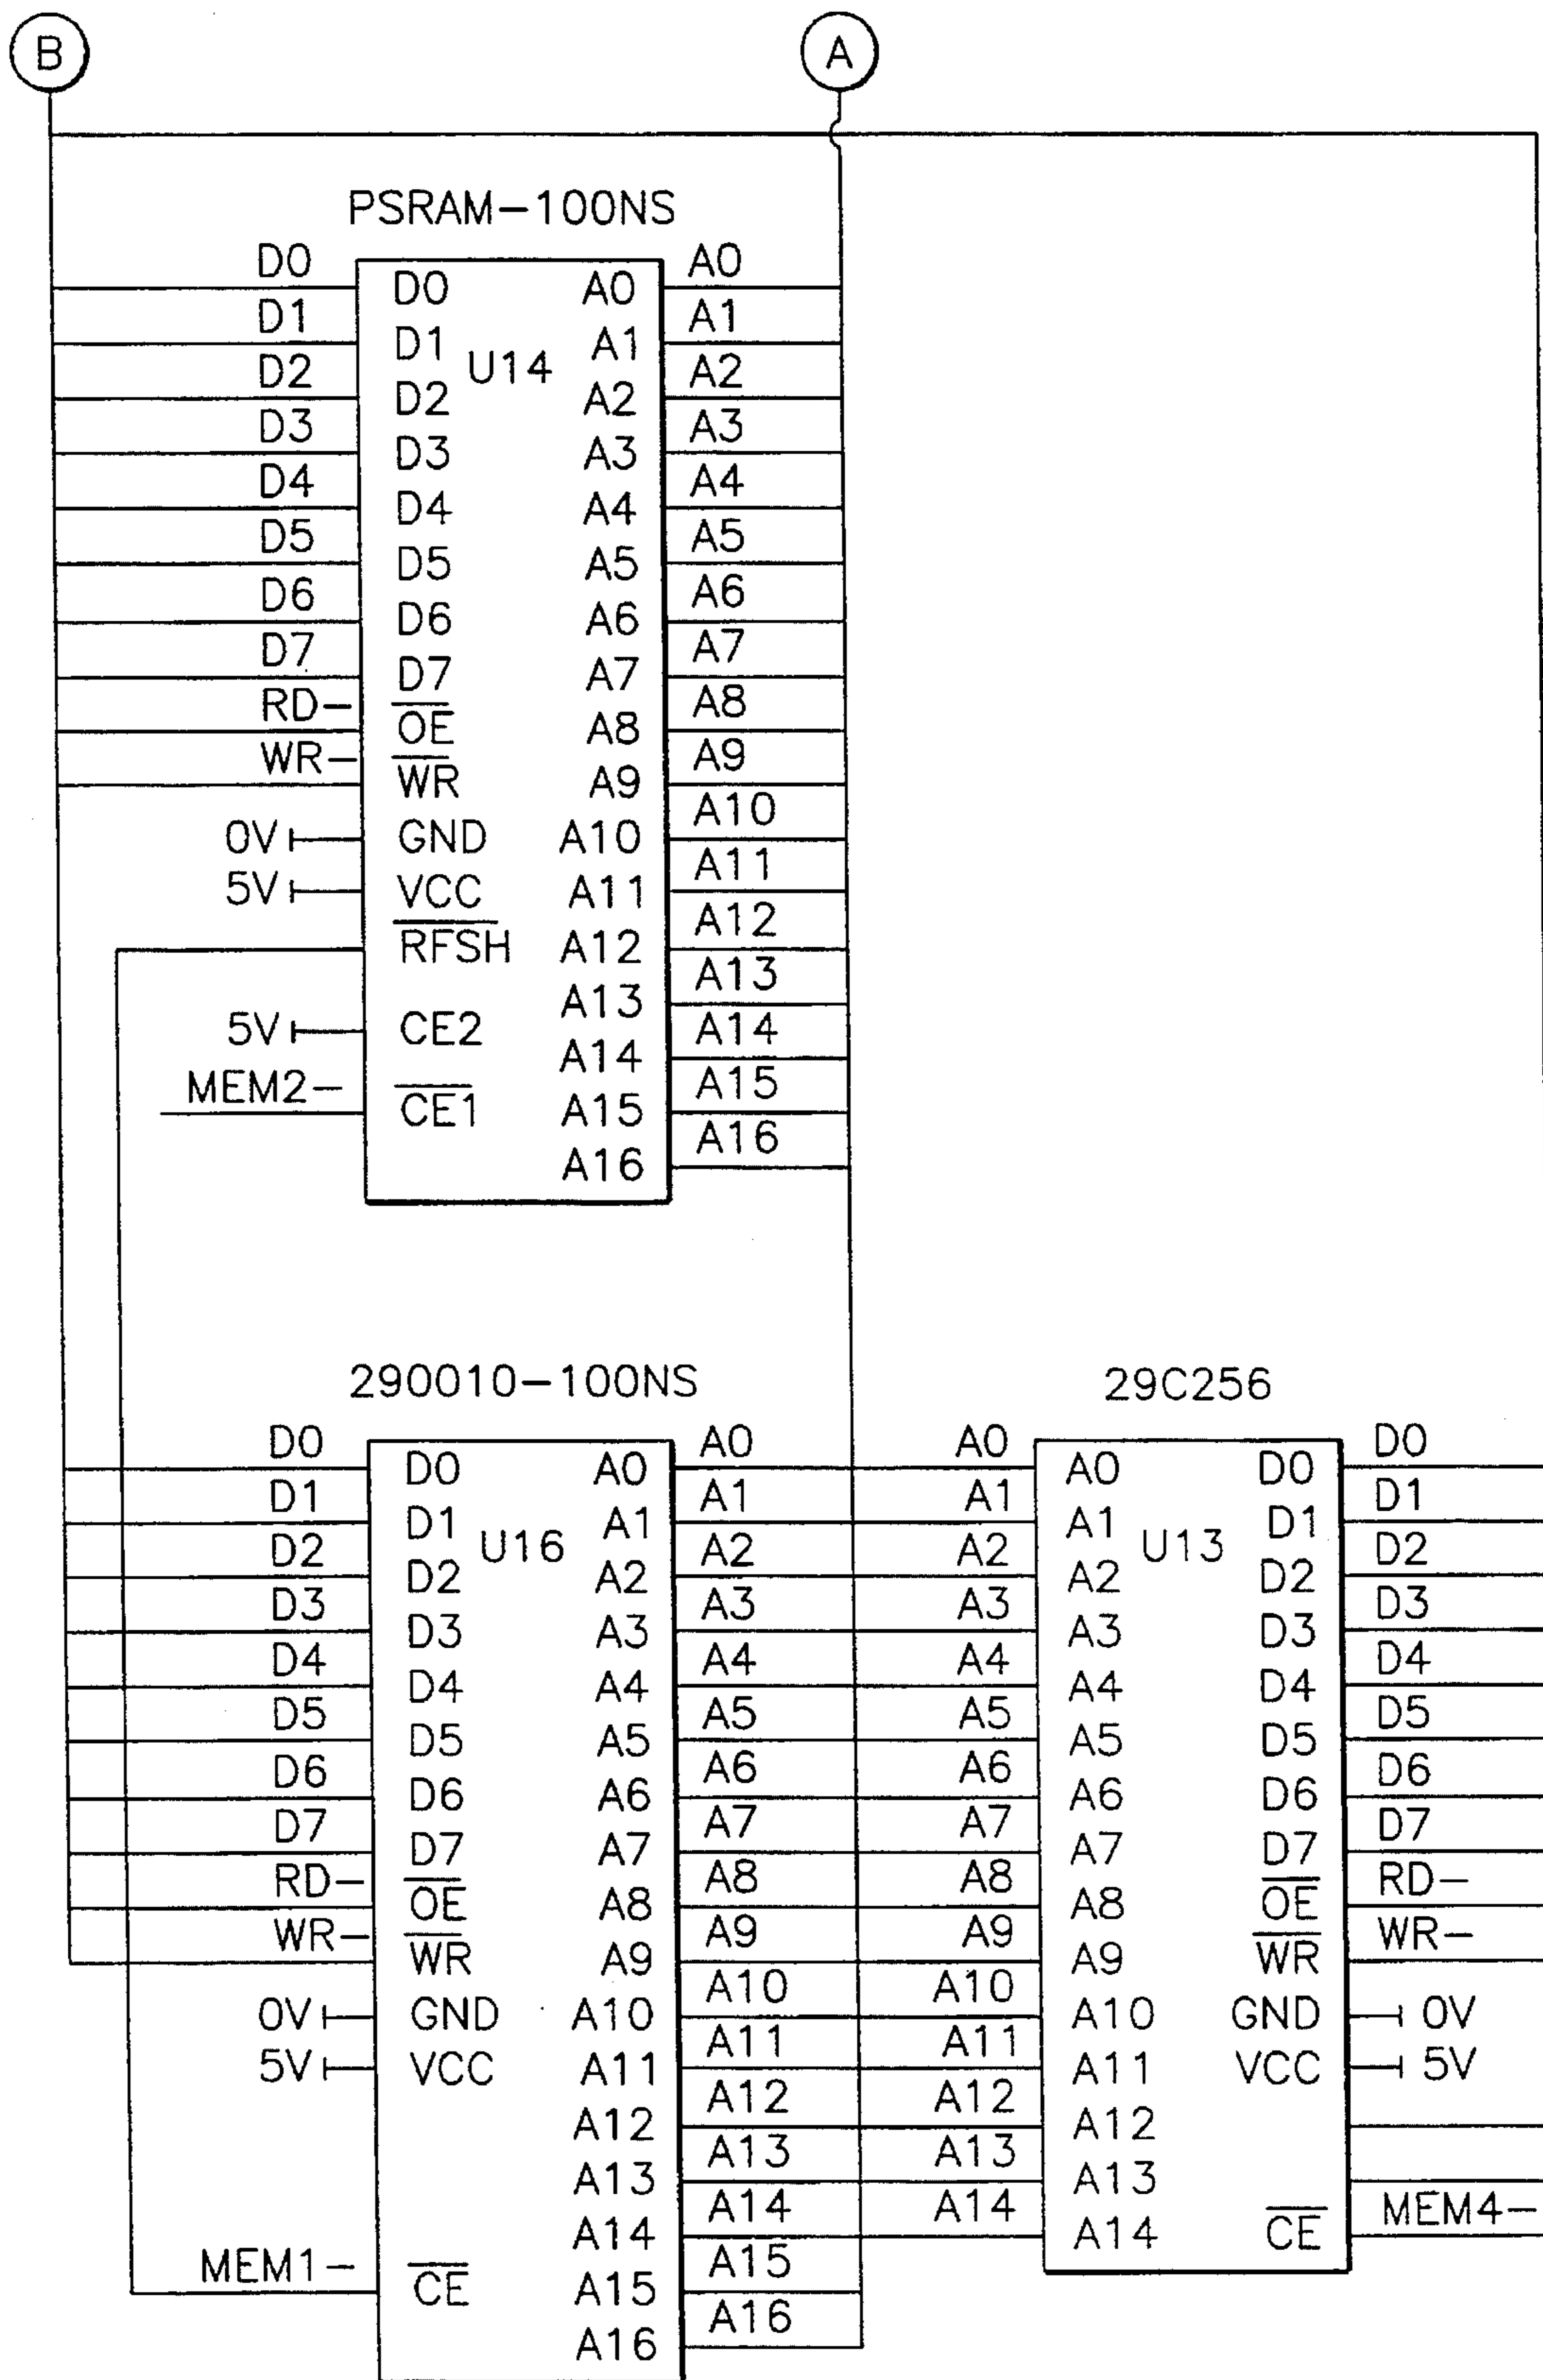 B A
PSRAM-100NS
D0 D0 A0 A0
D1 D1 A1 A1
U14
D2 D2 A2 A2
D3 D3 A3 A3
D4 D4 A4 A4
D5 D5 A5 A5
D6 D6 A6 A6
D7 D7 A7 A7
RD- OE A8 A8
WR- WR A9 A9
0V GND A10 A10
5V VCC A11 A11
RFSH A12 A12
A13 A13
5V CE2
A14 A14
MEM2- CE1 A15 A15
A16 A16
290010-100NS 29C256
D0 D0 A0 A0 A0 A0 D0 D0
D1 D1 A1 A1 A1 A1 D1 D1
U16 U13
D2 D2 A2 A2 A2 A2 D2 D2
D3 D3 A3 A3 A3 A3 D3 D3
D4 D4 A4 A4 A4 A4 D4 D4
D5 D5 A5 A5 A5 A5 D5 D5
D6 D6 A6 A6 A6 A6 D6 D6
D7 D7 A7 A7 A7 A7 D7 D7
RD- OE A8 A8 A8 A8 OE RD-
WR- WR A9 A9 A9 A9 WR WR-
0V GND A10 A10 A10 A10 GND 0V
5V VCC A11 A11 A11 A11 VCC 5V
A12 A12 A12 A12
A13 A13 A13 A13
A14 A14 A14 A14 CE MEM4-
MEM1- CE A15 A15
A16 A16